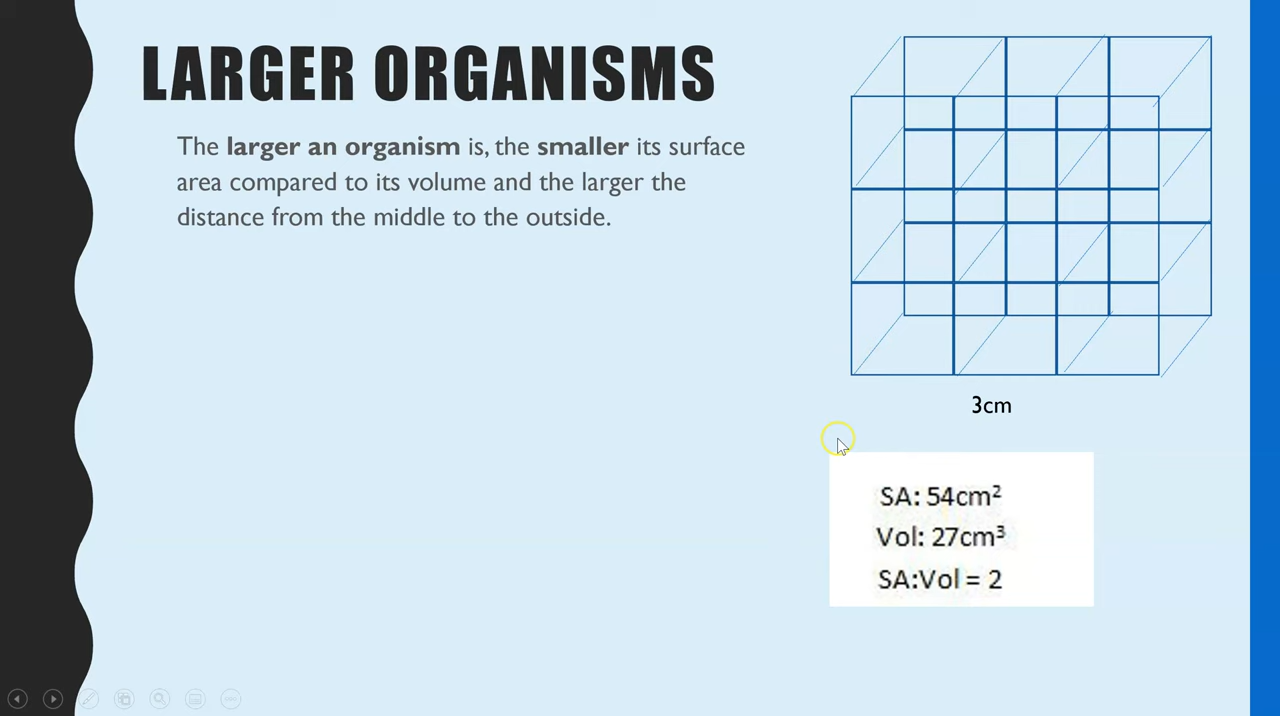 LARGER ORGANISMS
The larger an organism is, the smaller its surface
area compared to its volume and the larger the
distance from the middle to the outside.
3cm
SA: 54cm²
Vol: 27cm³
SA:Vol = 2